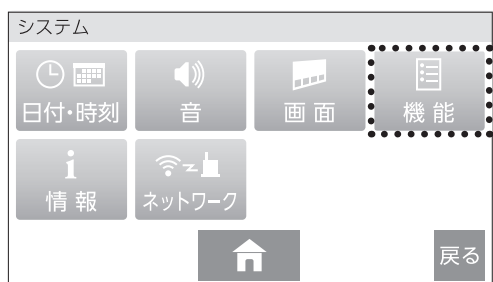 システム
日付・時刻
音
画面
機能
情報
ネットワーク
戻る